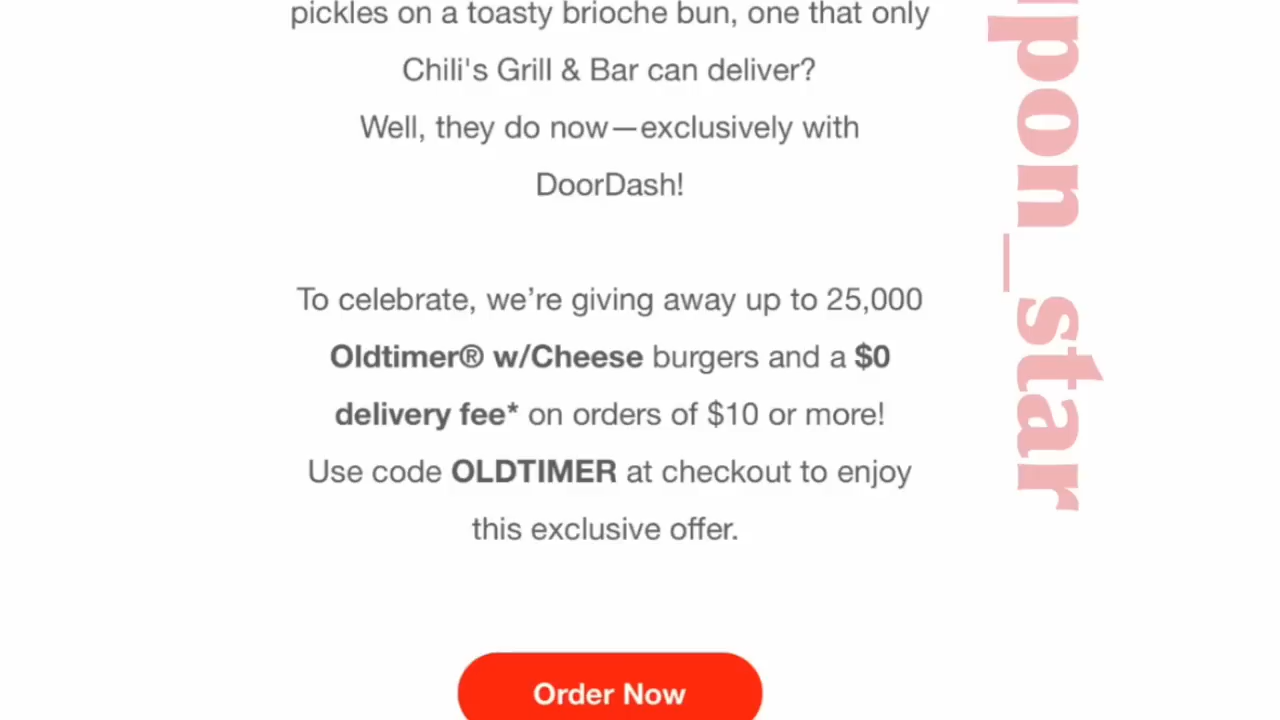 pickles on a toasty brioche bun, one that only
Chili's Grill & Bar can deliver?
Well, they do now—exclusively with
DoorDash!
To celebrate, we’re giving away up to 25,000
Oldtimer® w/Cheese burgers and a $0
delivery fee* on orders of $10 or more!
Use code OLDTIMER at checkout to enjoy
this exclusive offer.
Order Now
pon_star